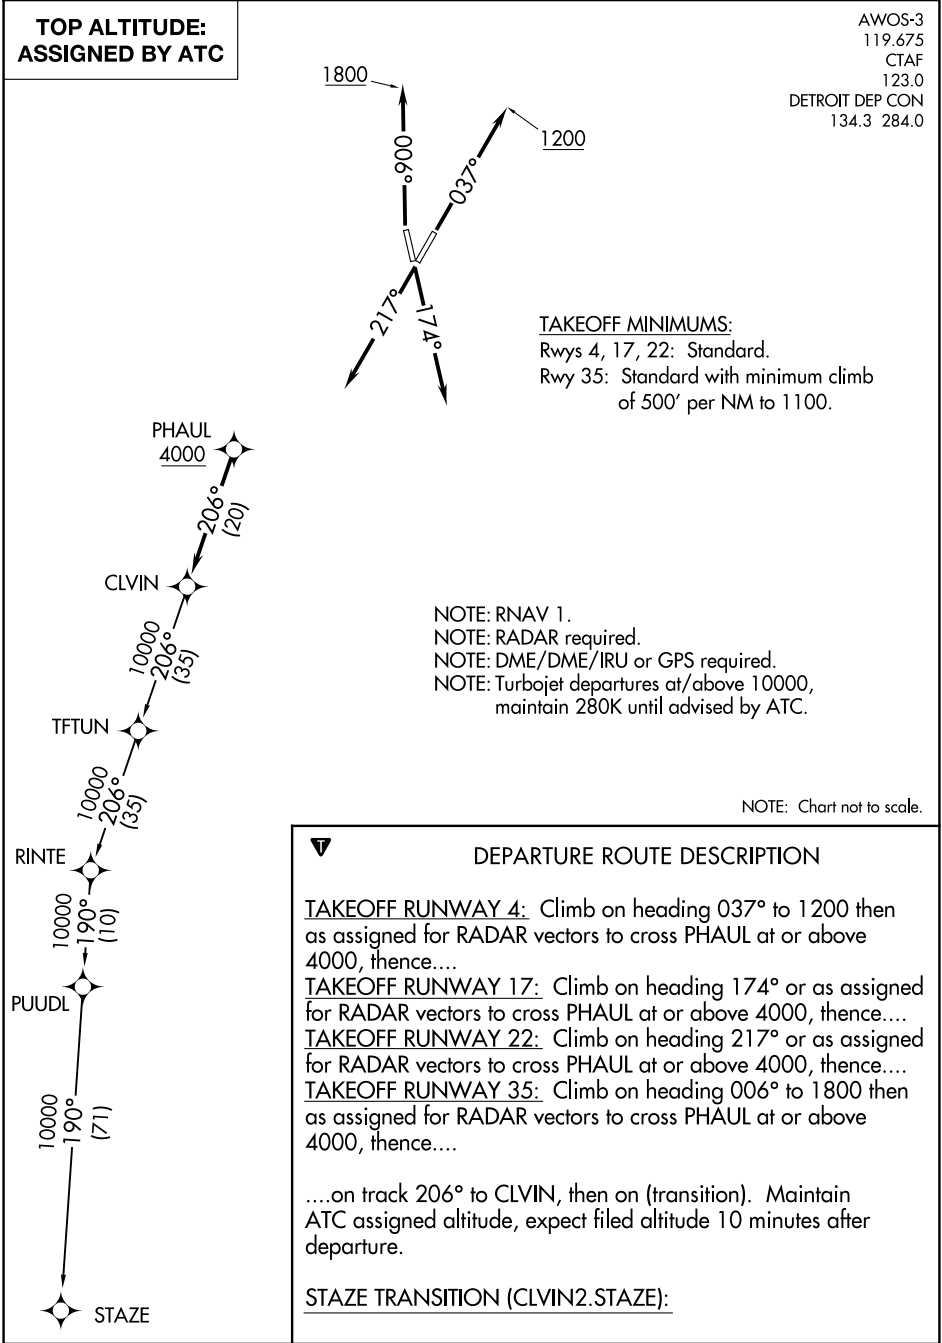 TOP ALTITUDE:
ASSIGNED BY ATC
AWOS-3
119.675
CTAF
123.0
DETROIT DEP CON
134.3 284.0
1800
1200
006°
037°
217°
174°
TAKEOFF MINIMUMS:
Rwys 4, 17, 22: Standard.
Rwy 35: Standard with minimum climb
of 500' per NM to 1100.
PHAUL
4000
206°
(20)
CLVIN
10000
206°
(35)
TFTUN
10000
206°
(35)
RINTE
10000
190°
(10)
PUUDL
10000
190°
(71)
STAZE
NOTE: RNAV 1.
NOTE: RADAR required.
NOTE: DME/DME/IRU or GPS required.
NOTE: Turbojet departures at/above 10000,
maintain 280K until advised by ATC.
NOTE: Chart not to scale.
T
DEPARTURE ROUTE DESCRIPTION
TAKEOFF RUNWAY 4: Climb on heading 037° to 1200 then
as assigned for RADAR vectors to cross PHAUL at or above
4000, thence....
TAKEOFF RUNWAY 17: Climb on heading 174° or as assigned
for RADAR vectors to cross PHAUL at or above 4000, thence....
TAKEOFF RUNWAY 22: Climb on heading 217° or as assigned
for RADAR vectors to cross PHAUL at or above 4000, thence....
TAKEOFF RUNWAY 35: Climb on heading 006° to 1800 then
as assigned for RADAR vectors to cross PHAUL at or above
4000, thence....
....on track 206° to CLVIN, then on (transition). Maintain
ATC assigned altitude, expect filed altitude 10 minutes after
departure.
STAZE TRANSITION (CLVIN2.STAZE):